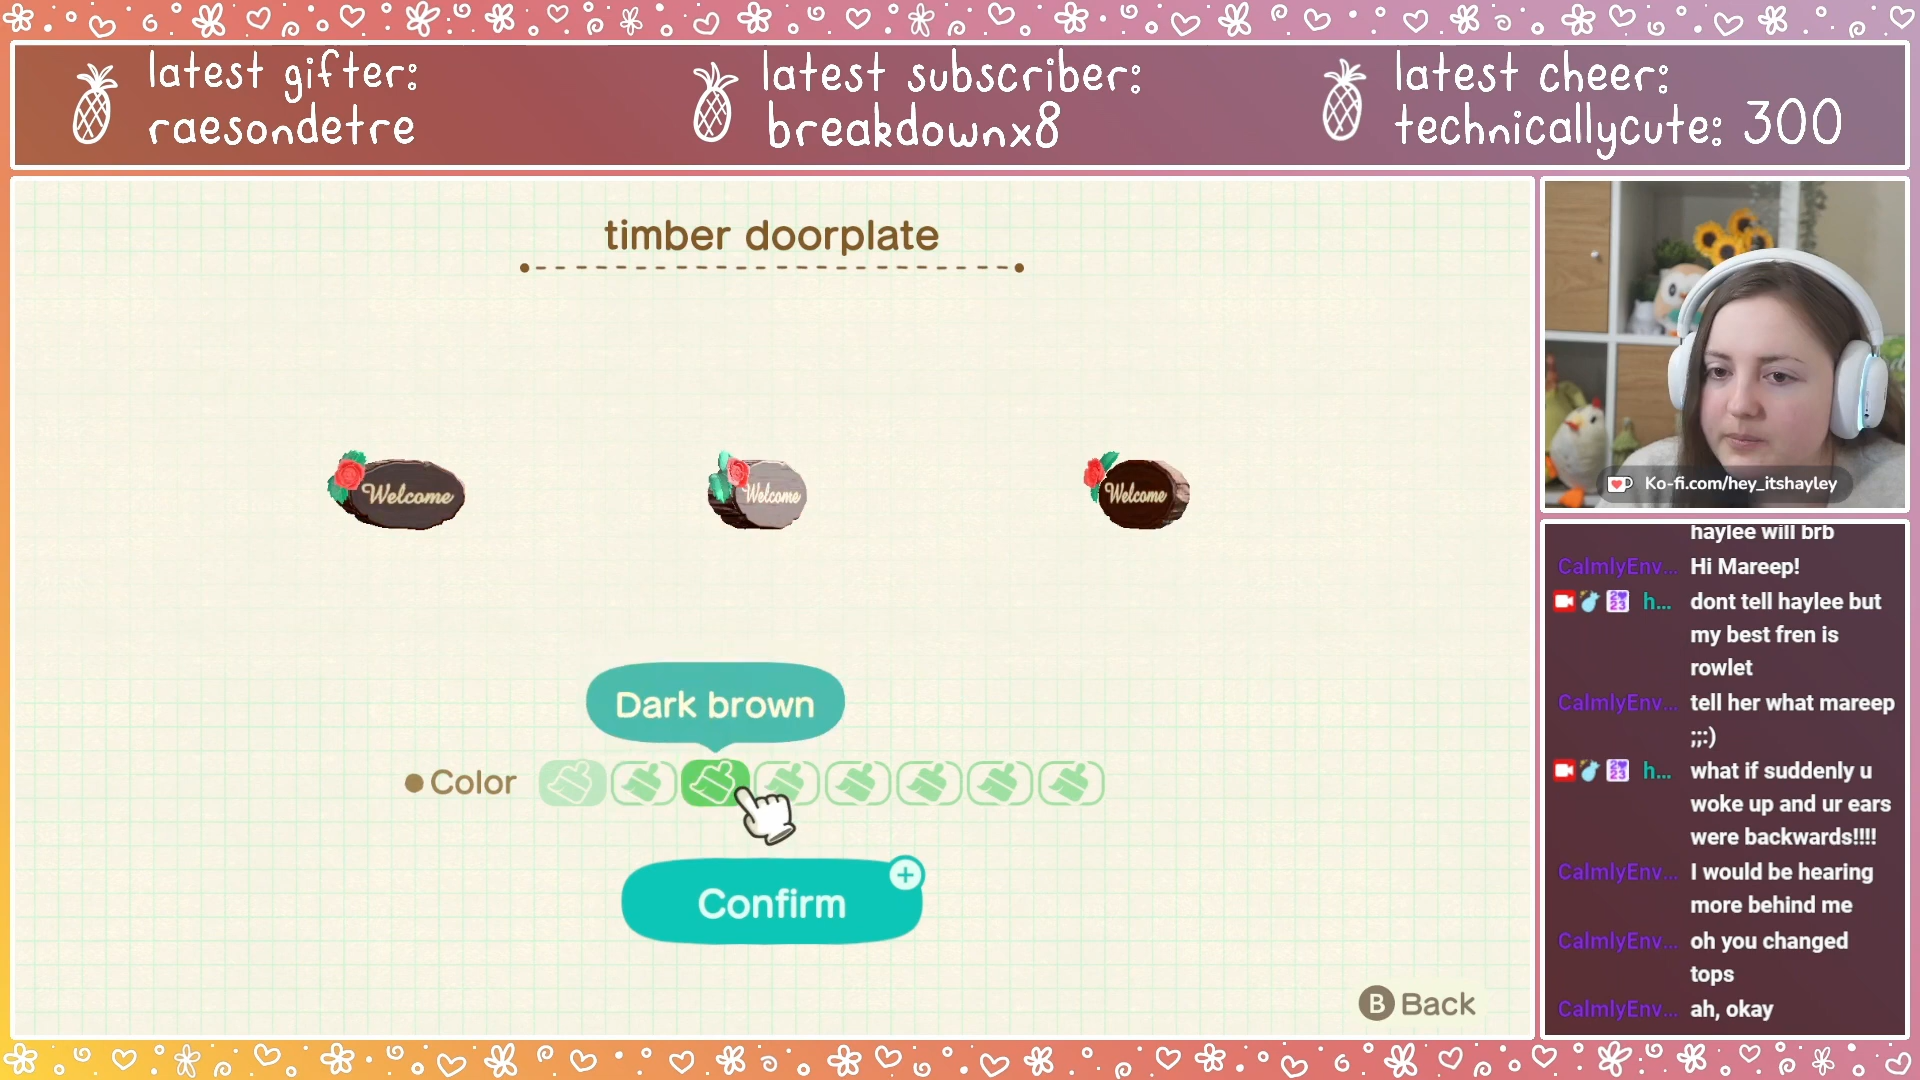 latest gifter:
raesondetre
latest subscriber:
breakdownx8
latest cheer:
technicallycute: 300
timber doorplate
Welcome
Welcome
Welcome
Dark brown
Color
Confirm
B Back
Ko-fi.com/hey_itshayley
haylee will brb
CalmlyEnv... Hi Mareep!
h... dont tell haylee but
my best fren is
rowlet
CalmlyEnv... tell her what mareep
;;:)
h... what if suddenly u
woke up and ur ears
were backwards!!!!
CalmlyEnv... I would be hearing
more behind me
CalmlyEnv... oh you changed
tops
CalmlyEnv... ah, okay